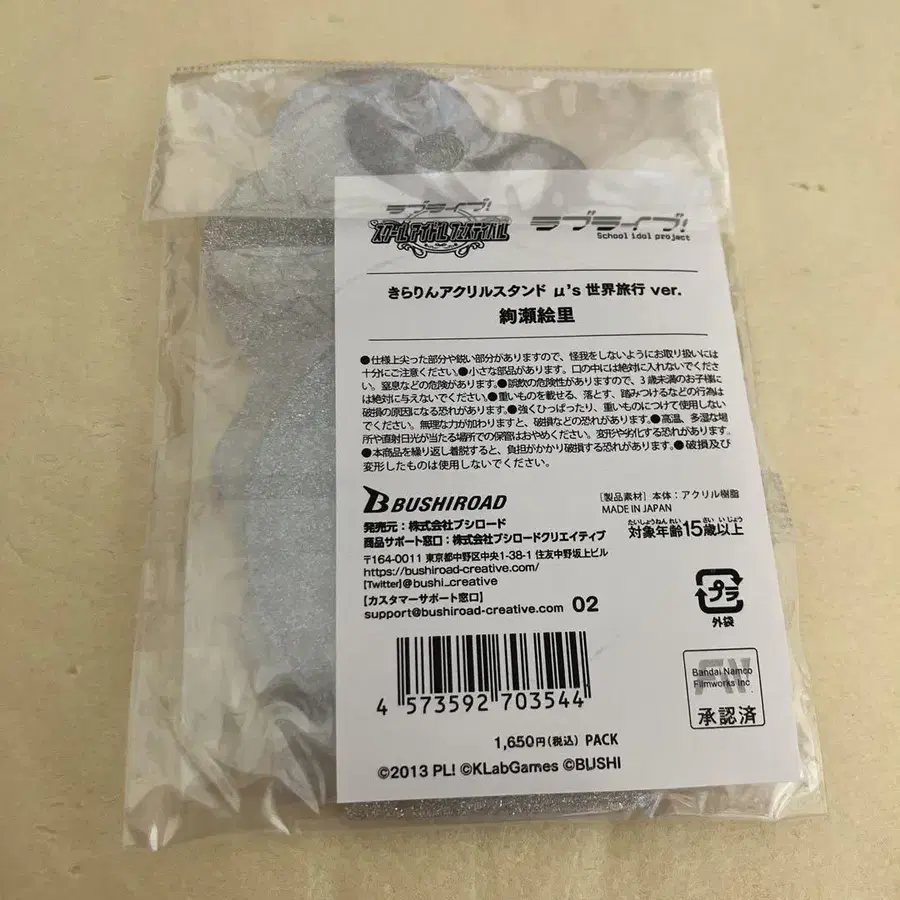 ラブライブ!
スクールアイドルフェスティバル
ラブライブ!
School idol project
きらりんアクリルスタンド μ's 世界旅行 ver.
絢瀬絵里
●仕様上尖った部分や鋭い部分がありますので、怪我をしないようにお取り扱いには
十分にご注意ください。●小さな部品があります。口の中には絶対に入れないでくださ
い。窒息などの危険があります。●誤飲の危険性がありますので、3歳未満のお子様に
は絶対に与えないでください。●重いものを載せる、落とす、踏みつけるなどの行為は
破損の原因になる恐れがあります。●強くひっぱったり、重いものにつけて使用しない
でください。無理な力が加わりますと、破損などの恐れがあります。●高温、多湿な場
所や直射日光が当たる場所での保管はおやめください。変形や劣化する恐れがあります。
●本商品を繰り返し着脱すると、負担がかかり破損する恐れがあります。●破損及び
変形したものは使用しないでください。
BUSHIROAD
発売元：株式会社ブシロード
商品サポート窓口：株式会社ブシロードクリエイティブ
〒164-0011 東京都中野区中央1-38-1 住友中野坂上ビル
https://bushiroad-creative.com/
[Twitter]@bushi_creative
【カスタマーサポート窓口】
support@bushiroad-creative.com 02
［製品素材］本体：アクリル樹脂
MADE IN JAPAN
たいしょうねんれい さい いじょう
対象年齢15歳以上
プラ
外袋
4 573592 703544
Bandai Namco
Filmworks Inc
承認済
1,650円(税込) PACK
©2013 PL! ©KLabGames ©BUSHI